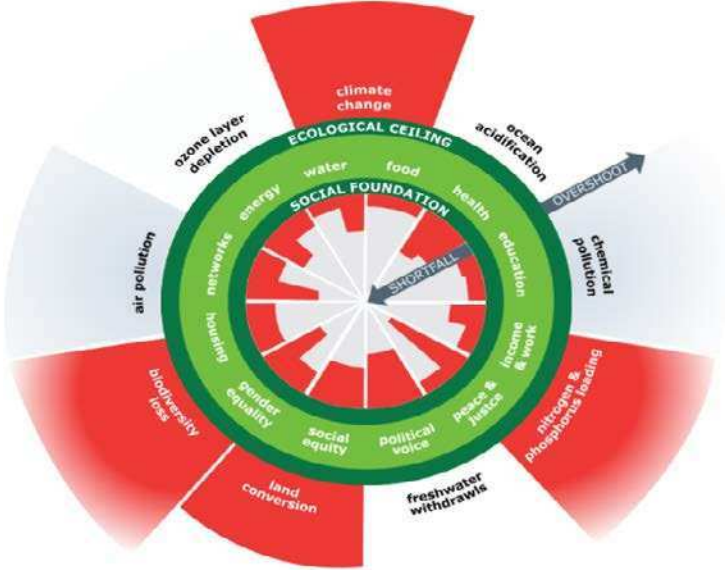 climate
change
ozone layer
depletion
ocean
acidification
ECOLOGICAL CEILING
OVERSHOOT
water
food
energy
health
SOCIAL FOUNDATION
networks
education
SHORTFALL
air pollution
chemical
pollution
housing
income
& work
gender
equality
peace &
justice
social
equity
political
voice
biodiversity
loss
nitrogen &
phosphorus loading
land
conversion
freshwater
withdrawls